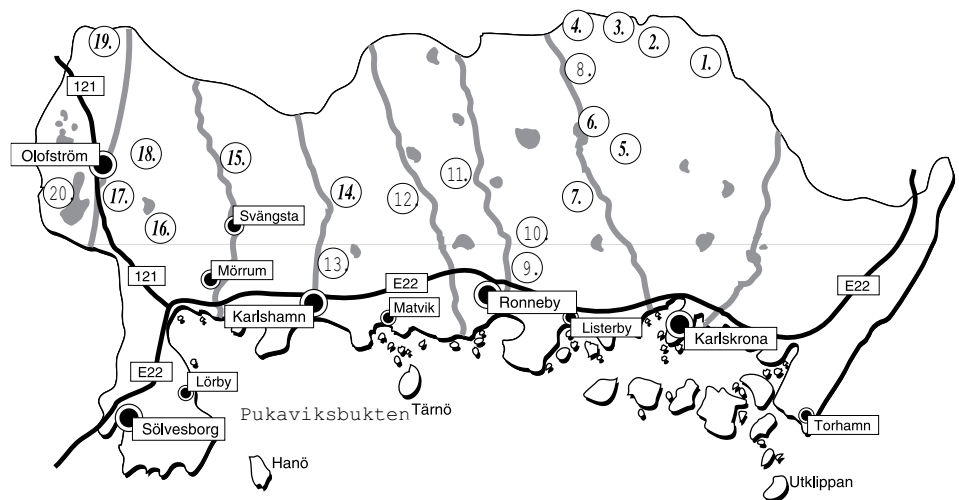 19.
4.
3.
2.
1.
8.
121
6.
5.
Olofström
18.
15.
11.
20.
17.
14.
12.
7.
16.
Svängsta
10.
13.
9.
121
Mörrum
E22
E22
Karlshamn
Matvik
Ronneby
Listerby
Karlskrona
E22
Lörby
Pukaviksbukten
Tärnö
Sölvesborg
Torhamn
Hanö
Utklippan